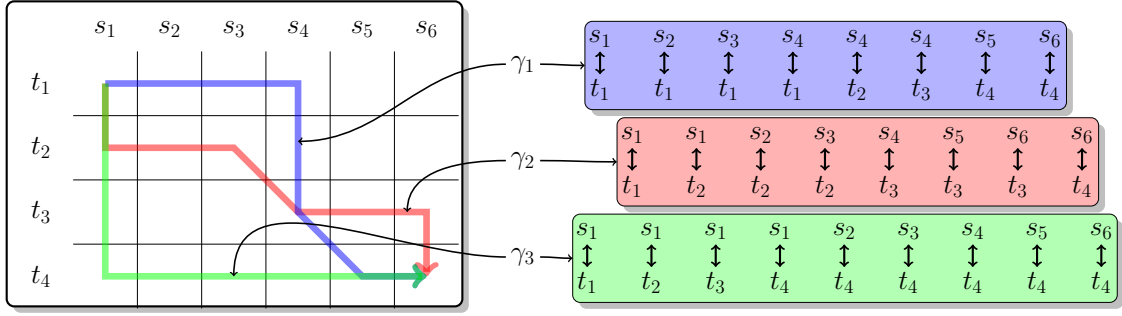 s₁ s₂ s₃ s₄ s₅ s₆
t₁
t₂
t₃
t₄
γ₁
γ₂
γ₃
s₁ s₂ s₃ s₄ s₄ s₄ s₅ s₆
↕ ↕ ↕ ↕ ↕ ↕ ↕ ↕
t₁ t₁ t₁ t₁ t₂ t₃ t₄ t₄
s₁ s₁ s₂ s₃ s₄ s₅ s₆ s₆
↕ ↕ ↕ ↕ ↕ ↕ ↕ ↕
t₁ t₂ t₂ t₂ t₃ t₃ t₃ t₄
s₁ s₁ s₁ s₁ s₂ s₃ s₄ s₅ s₆
↕ ↕ ↕ ↕ ↕ ↕ ↕ ↕ ↕
t₁ t₂ t₃ t₄ t₄ t₄ t₄ t₄ t₄